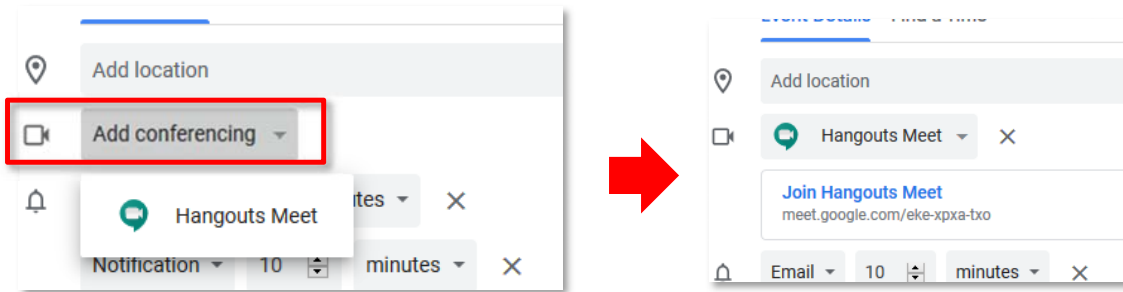 Add location
Add conferencing
Hangouts Meet
Notification 10 minutes
Event Details Find a Time
Add location
Hangouts Meet
Join Hangouts Meet
meet.google.com/eke-xpxa-txo
Email 10 minutes